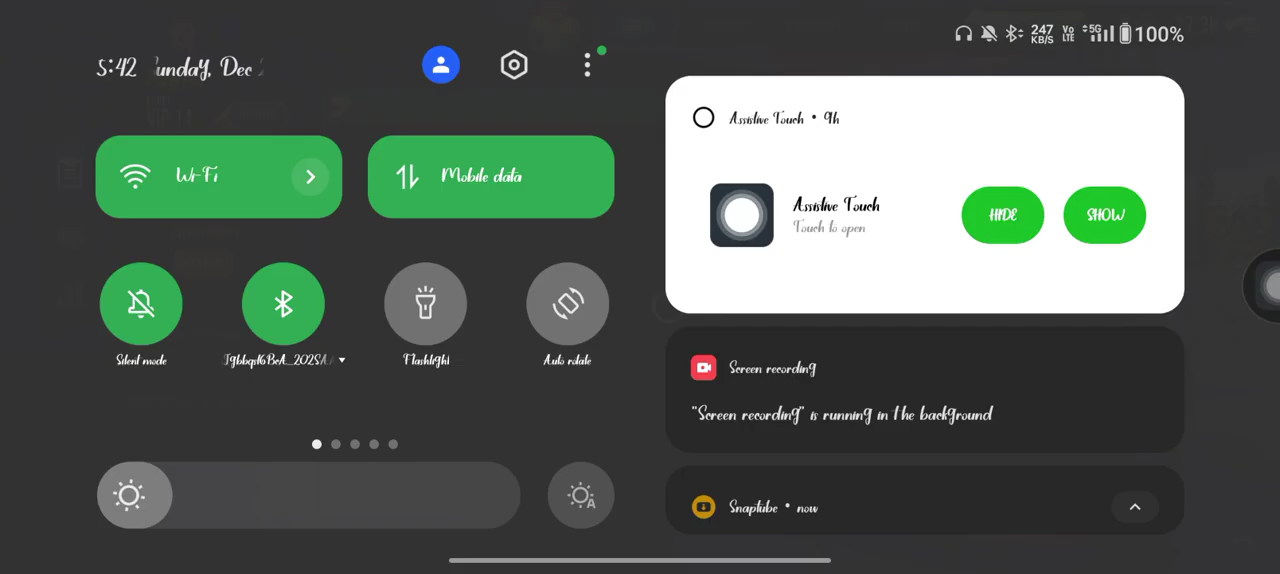 5:42 Sunday, Dec
247 KB/S Vo LTE 5G 100%
Wi-Fi
Mobile data
Silent mode
Flashlight
Auto rotate
A
Assistive Touch • 9h
Assistive Touch
Touch to open
HIDE
SHOW
Screen recording
"Screen recording" is running in the background
Snaptube • now